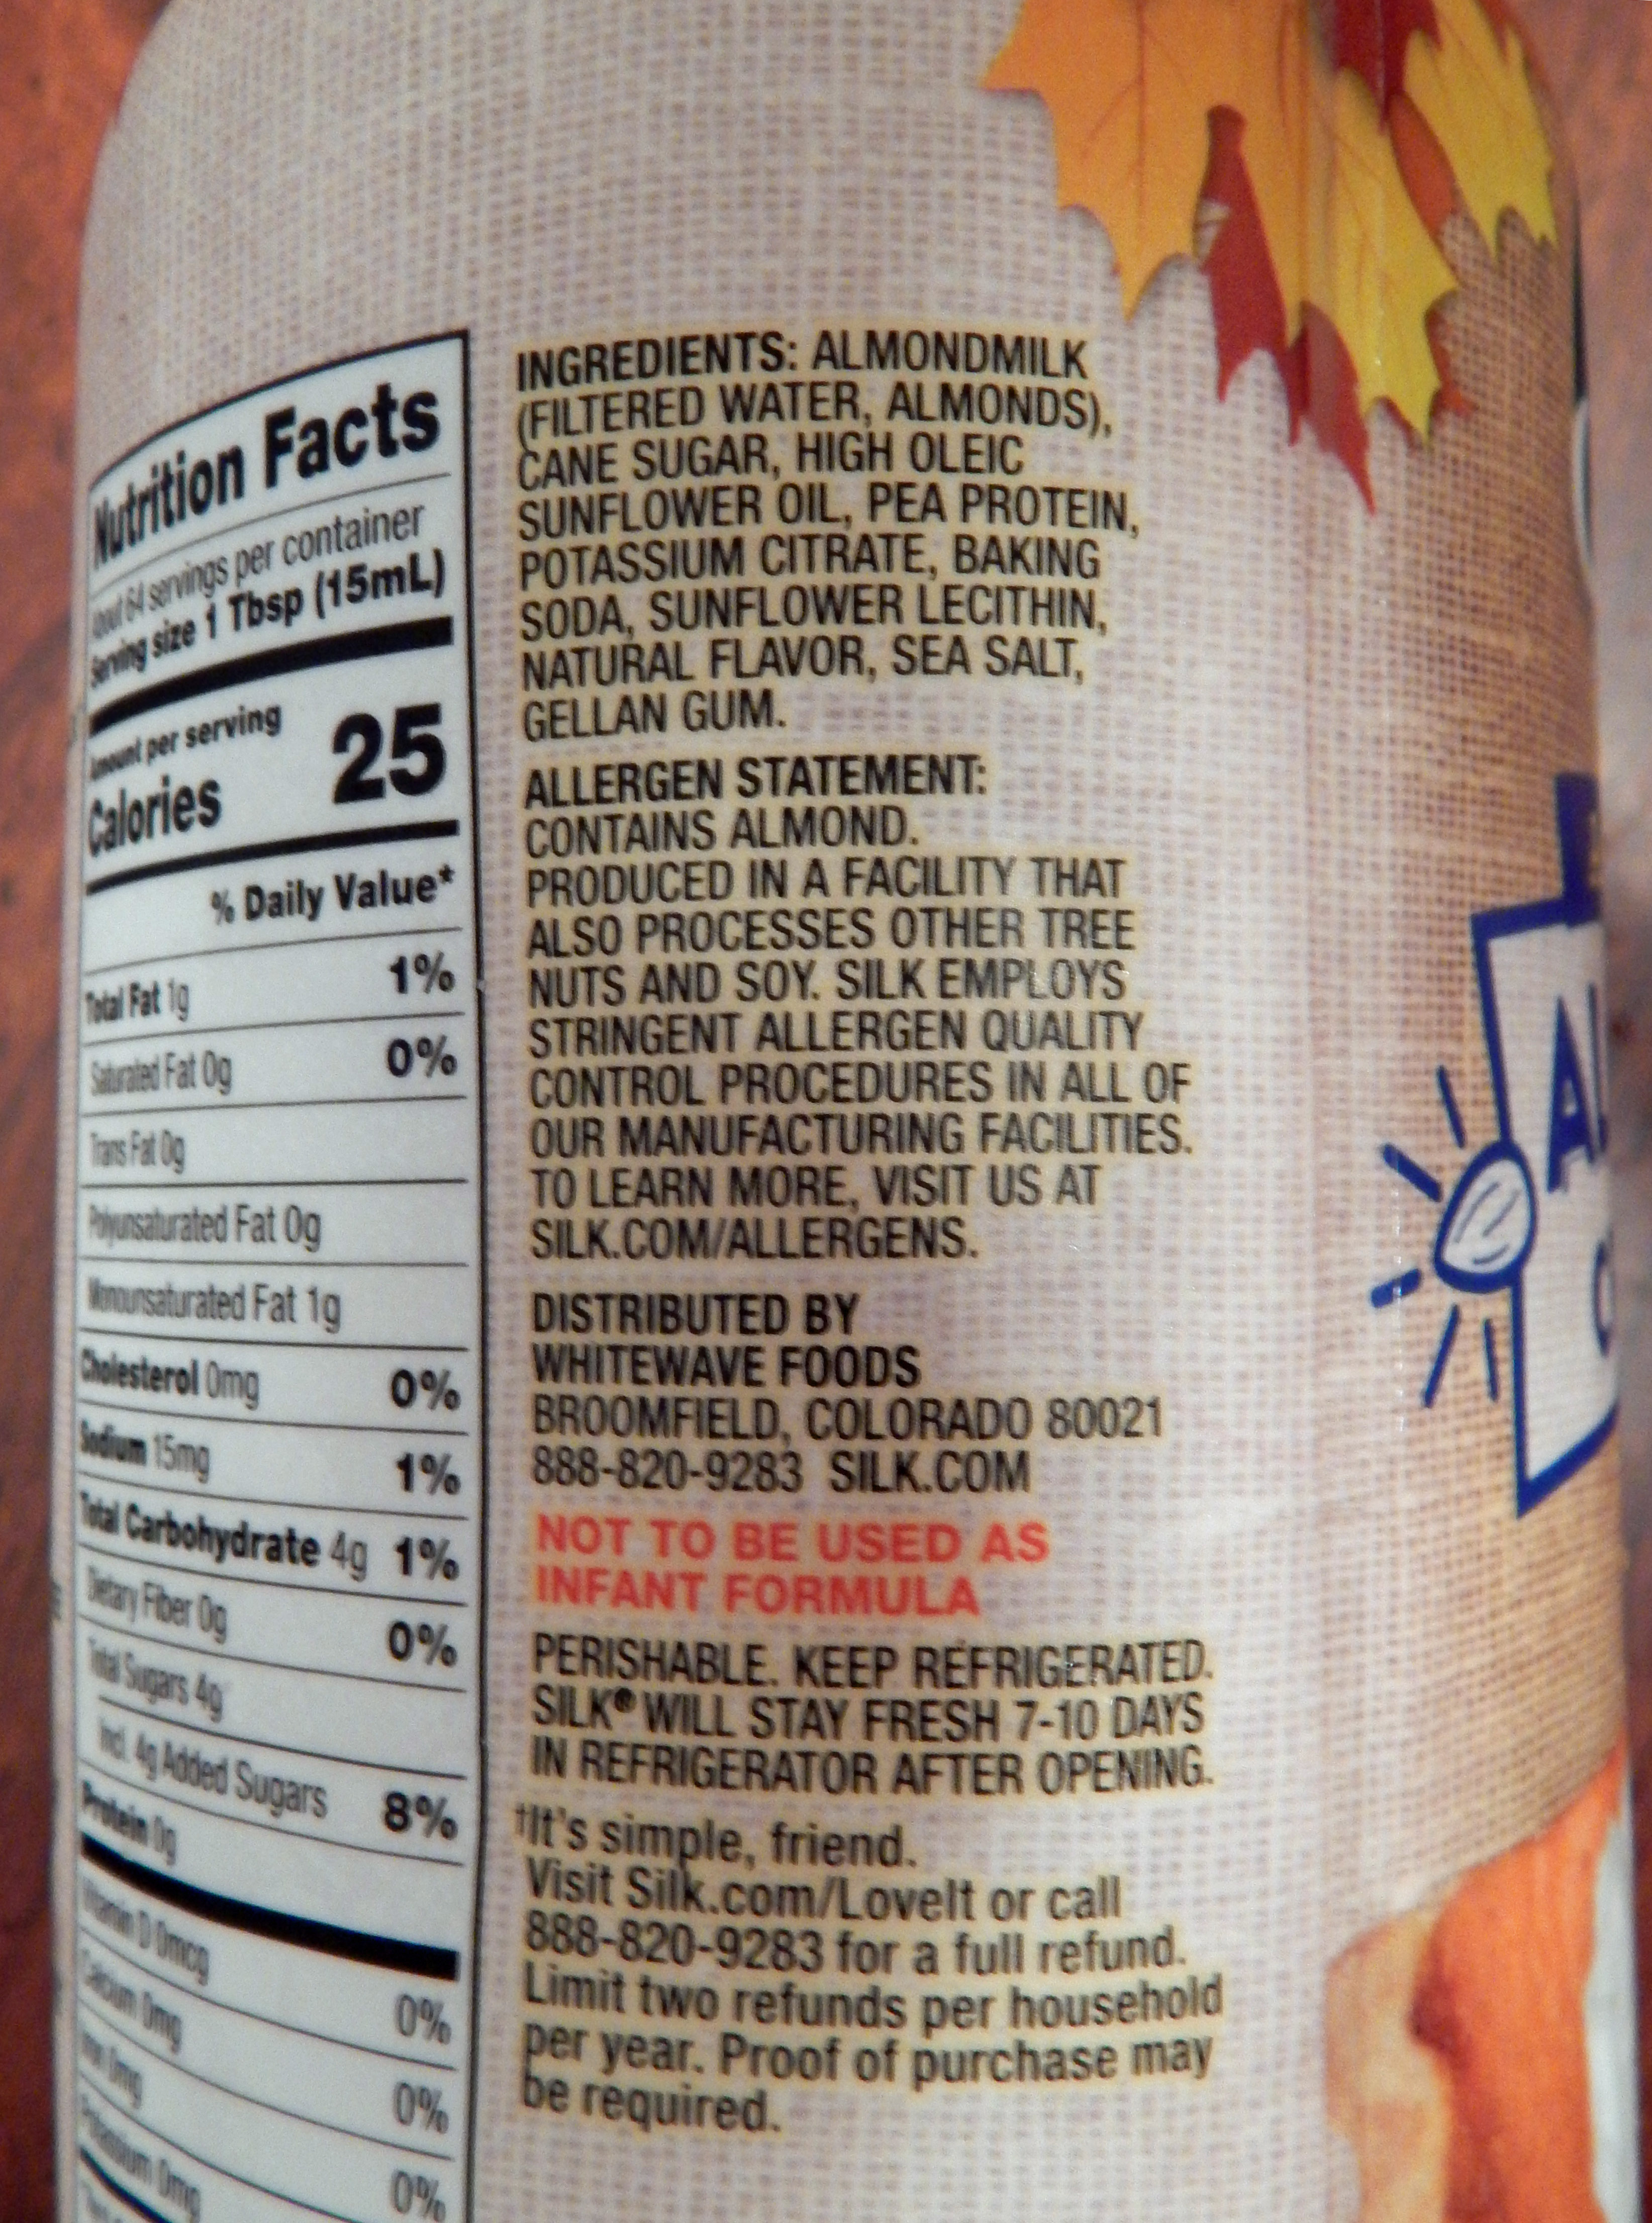 Nutrition Facts
About 64 servings per container
Serving size 1 Tbsp (15mL)
Amount per serving
Calories 25
% Daily Value*
Total Fat 1g 1%
Saturated Fat 0g 0%
Trans Fat 0g
Polyunsaturated Fat 0g
Monounsaturated Fat 1g
Cholesterol 0mg 0%
Sodium 15mg 1%
Total Carbohydrate 4g 1%
Dietary Fiber 0g 0%
Total Sugars 4g
Incl. 4g Added Sugars 8%
Protein 0g
Vitamin D 0mcg 0%
Calcium 0mg 0%
Iron 0mg 0%
Potassium 0mg
INGREDIENTS: ALMONDMILK
(FILTERED WATER, ALMONDS),
CANE SUGAR, HIGH OLEIC
SUNFLOWER OIL, PEA PROTEIN,
POTASSIUM CITRATE, BAKING
SODA, SUNFLOWER LECITHIN,
NATURAL FLAVOR, SEA SALT,
GELLAN GUM.
ALLERGEN STATEMENT:
CONTAINS ALMOND.
PRODUCED IN A FACILITY THAT
ALSO PROCESSES OTHER TREE
NUTS AND SOY. SILK EMPLOYS
STRINGENT ALLERGEN QUALITY
CONTROL PROCEDURES IN ALL OF
OUR MANUFACTURING FACILITIES.
TO LEARN MORE, VISIT US AT
SILK.COM/ALLERGENS.
DISTRIBUTED BY
WHITEWAVE FOODS
BROOMFIELD, COLORADO 80021
888-820-9283 SILK.COM
NOT TO BE USED AS
INFANT FORMULA
PERISHABLE. KEEP REFRIGERATED.
SILK® WILL STAY FRESH 7-10 DAYS
IN REFRIGERATOR AFTER OPENING.
†It's simple, friend.
Visit Silk.com/LoveIt or call
888-820-9283 for a full refund.
Limit two refunds per household
per year. Proof of purchase may
be required.